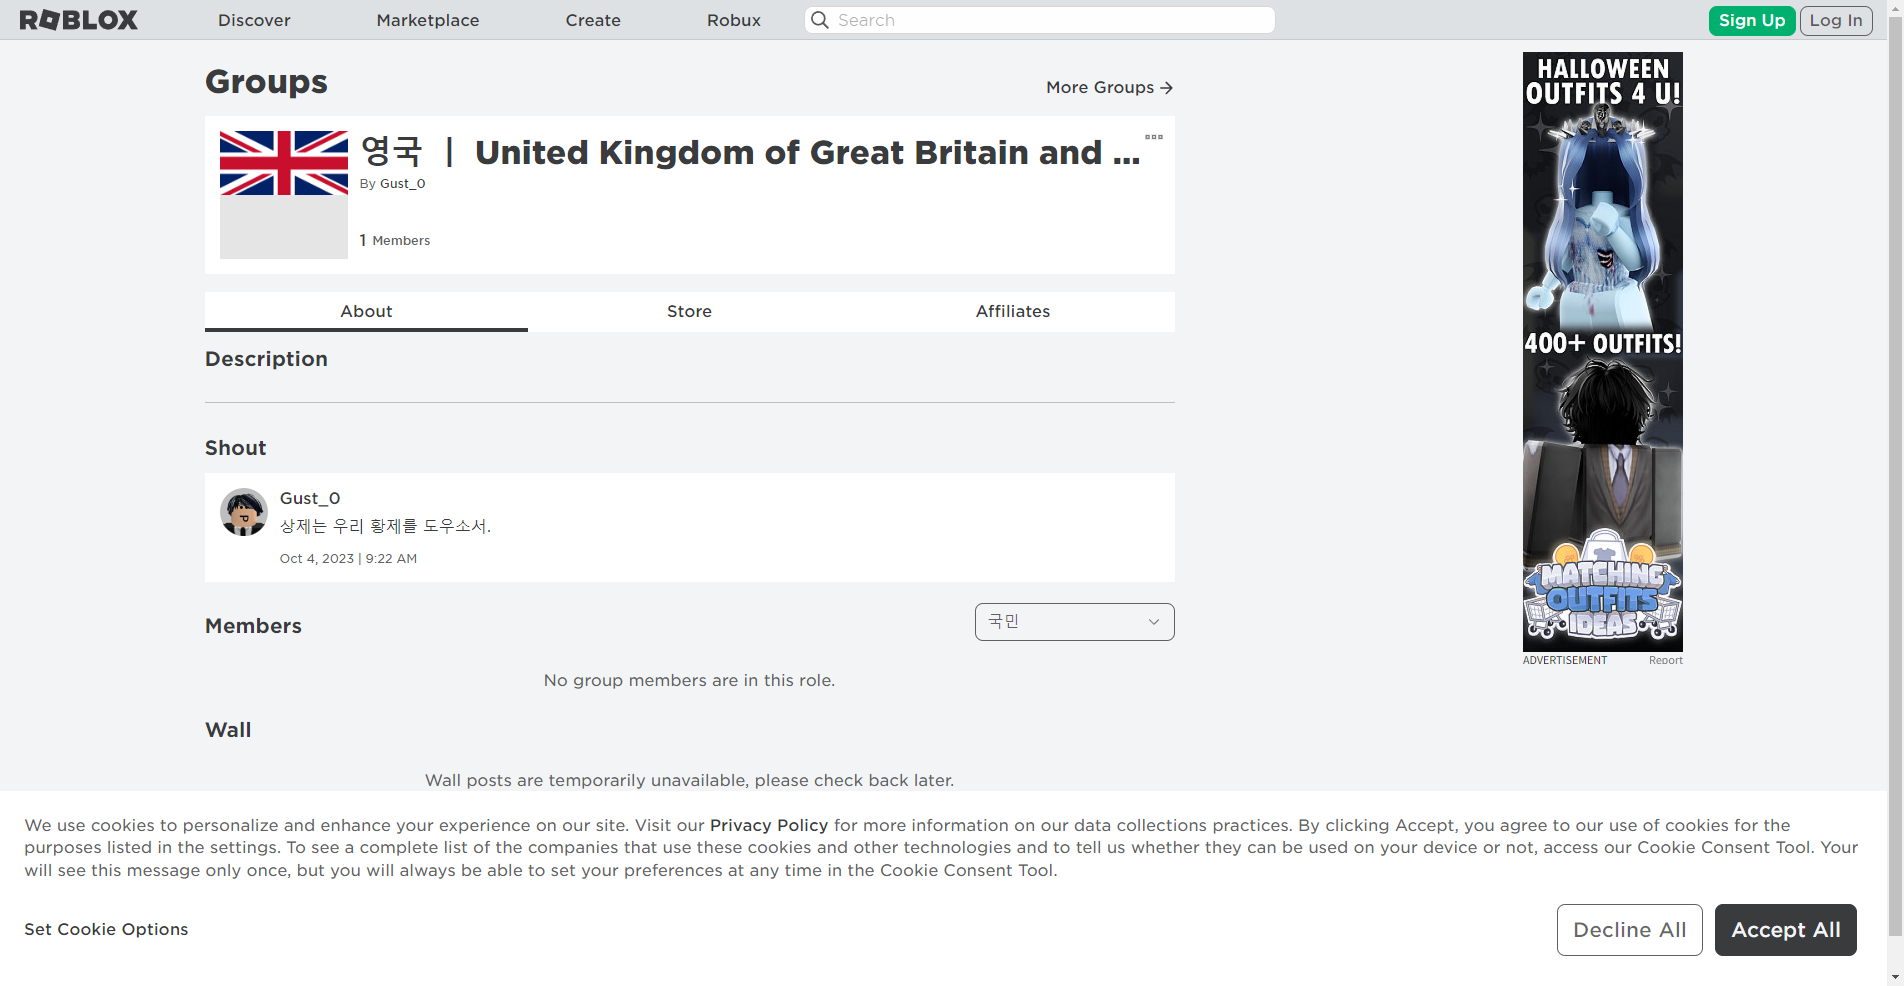 ROBLOX
Discover
Marketplace
Create
Robux
Search
Sign Up
Log In
Groups
More Groups →
영국 | United Kingdom of Great Britain and ...
By Gust_0
1 Members
About
Store
Affiliates
Description
Shout
Gust_0
상제는 우리 황제를 도우소서.
Oct 4, 2023 | 9:22 AM
Members
국민
No group members are in this role.
Wall
Wall posts are temporarily unavailable, please check back later.
HALLOWEEN
OUTFITS 4 U!
400+ OUTFITS!
MATCHING
OUTFITS
IDEAS
ADVERTISEMENT
Report
We use cookies to personalize and enhance your experience on our site. Visit our Privacy Policy for more information on our data collections practices. By clicking Accept, you agree to our use of cookies for the
purposes listed in the settings. To see a complete list of the companies that use these cookies and other technologies and to tell us whether they can be used on your device or not, access our Cookie Consent Tool. Your
will see this message only once, but you will always be able to set your preferences at any time in the Cookie Consent Tool.
Set Cookie Options
Decline All
Accept All